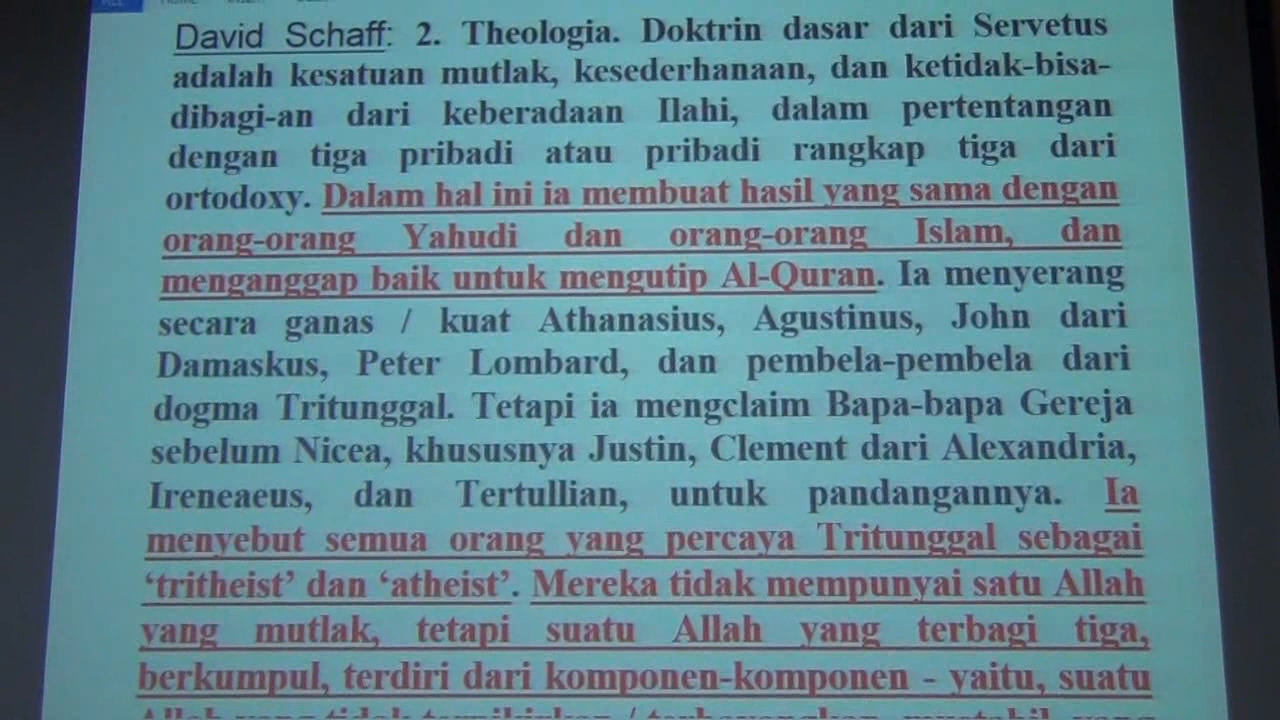 David Schaff: 2. Theologia. Doktrin dasar dari Servetus
adalah kesatuan mutlak, kesederhanaan, dan ketidak-bisa-
dibagi-an dari keberadaan Ilahi, dalam pertentangan
dengan tiga pribadi atau pribadi rangkap tiga dari
ortodoxy. Dalam hal ini ia membuat hasil yang sama dengan
orang-orang Yahudi dan orang-orang Islam, dan
menganggap baik untuk mengutip Al-Quran. Ia menyerang
secara ganas / kuat Athanasius, Agustinus, John dari
Damaskus, Peter Lombard, dan pembela-pembela dari
dogma Tritunggal. Tetapi ia mengclaim Bapa-bapa Gereja
sebelum Nicea, khususnya Justin, Clement dari Alexandria,
Ireneaeus, dan Tertullian, untuk pandangannya. Ia
menyebut semua orang yang percaya Tritunggal sebagai
‘tritheist’ dan ‘atheist’. Mereka tidak mempunyai satu Allah
yang mutlak, tetapi suatu Allah yang terbagi tiga,
berkumpul, terdiri dari komponen-komponen - yaitu, suatu